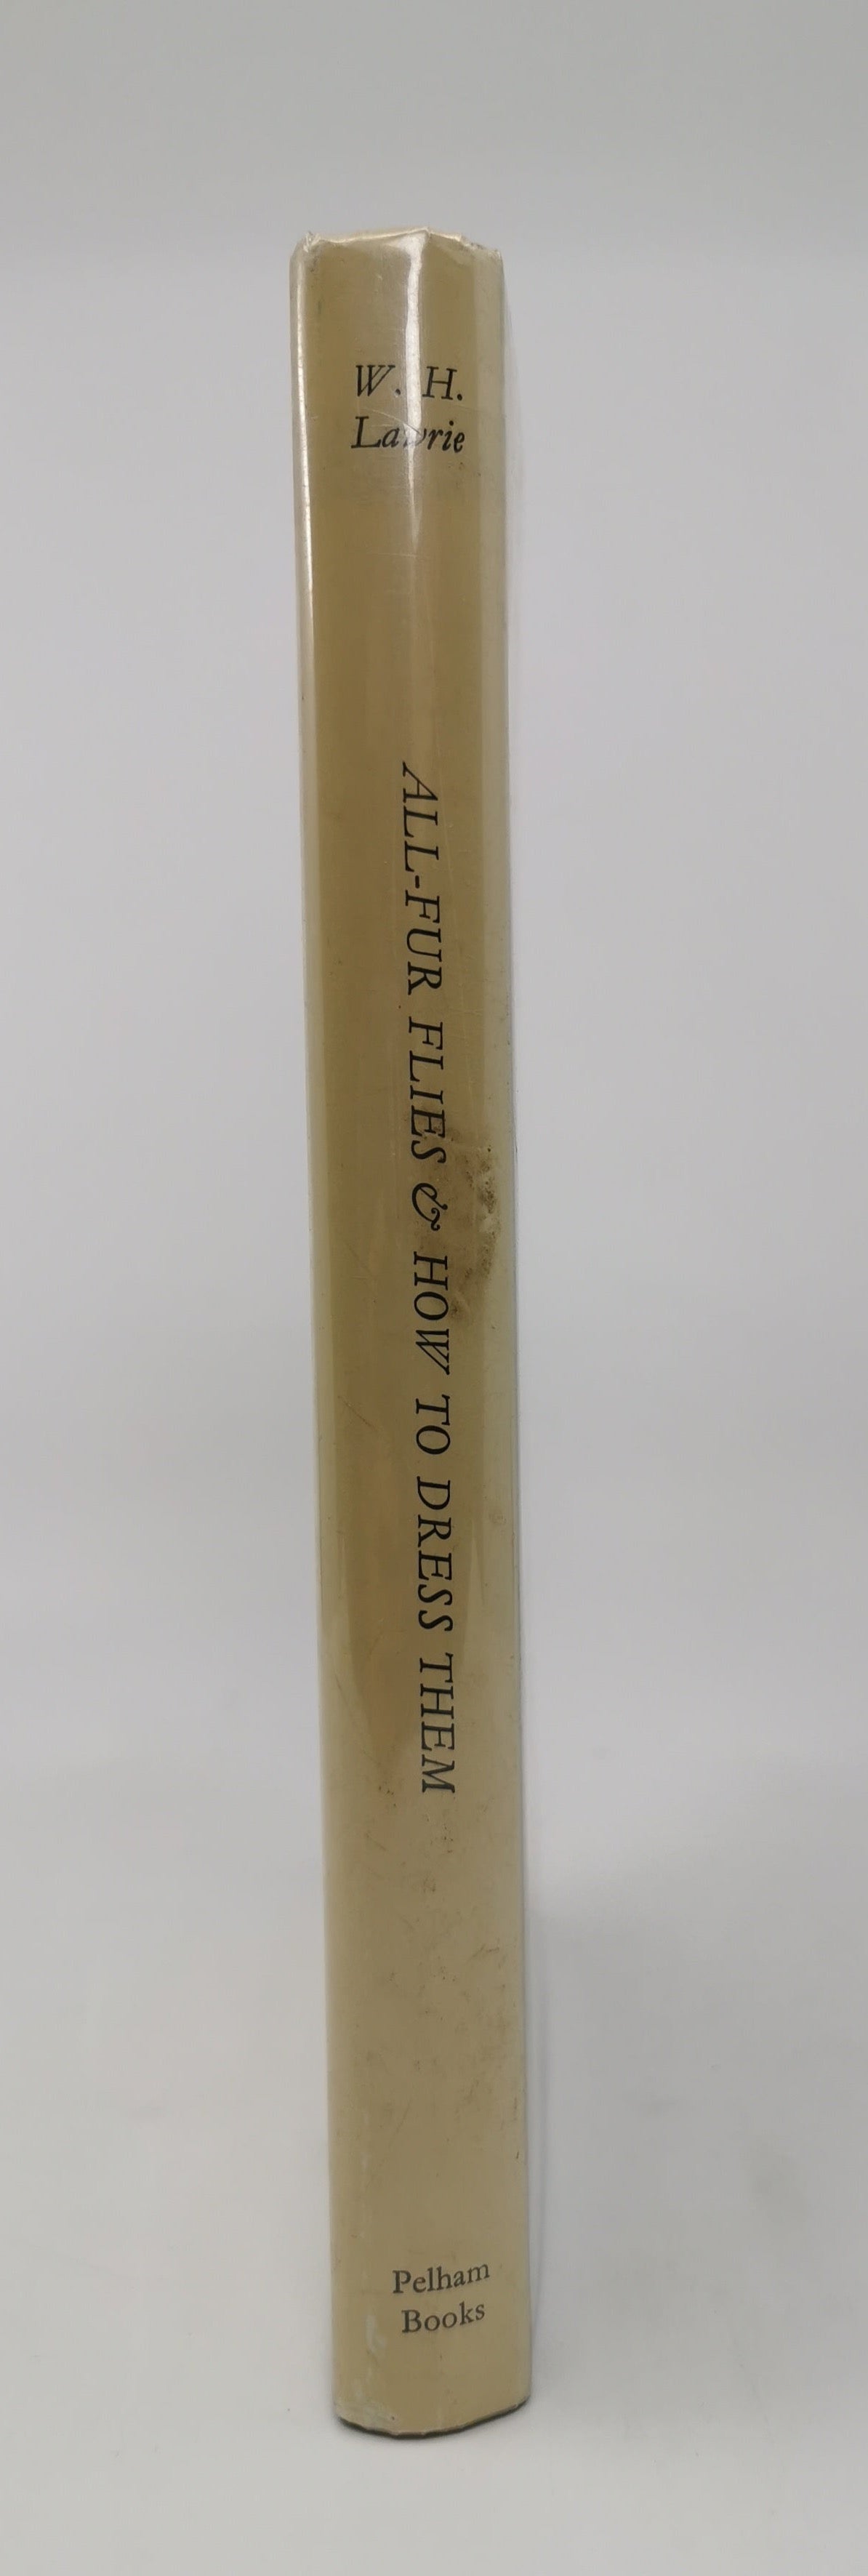 W. H.
Lawrie
ALL-FUR FLIES & HOW TO DRESS THEM
Pelham
Books